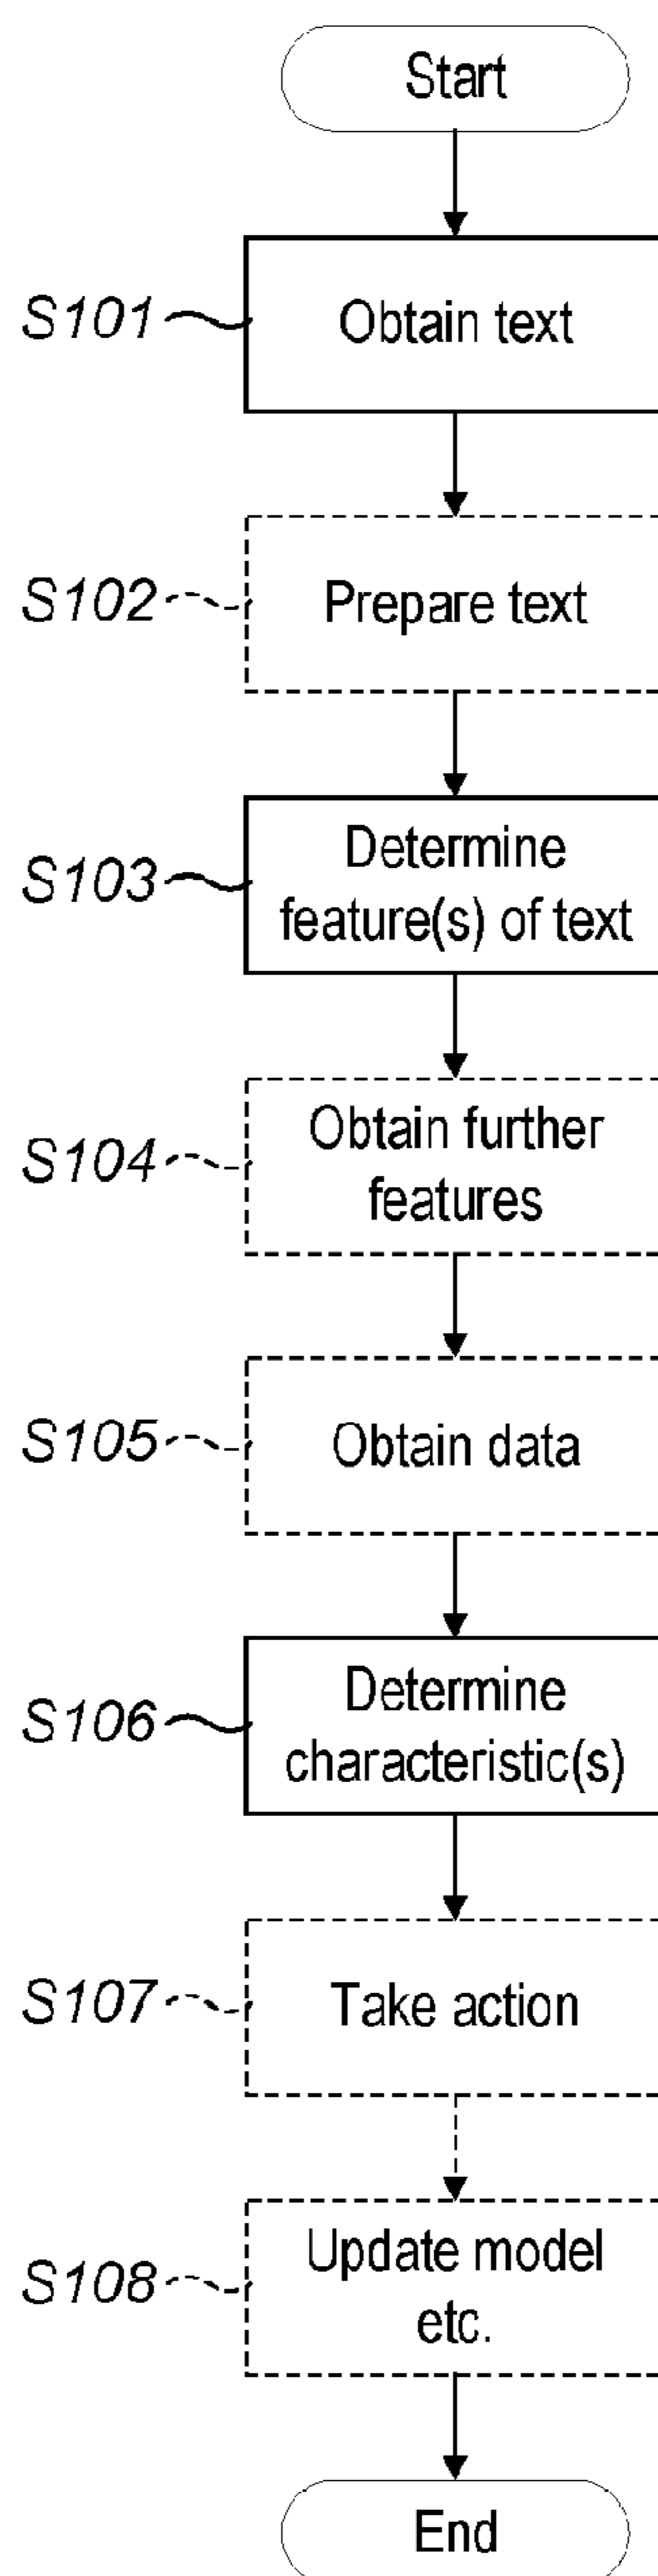 Start
S101
Obtain text
S102
Prepare text
S103
Determine
feature(s) of text
S104
Obtain further
features
S105
Obtain data
S106
Determine
characteristic(s)
S107
Take action
S108
Update model
etc.
End